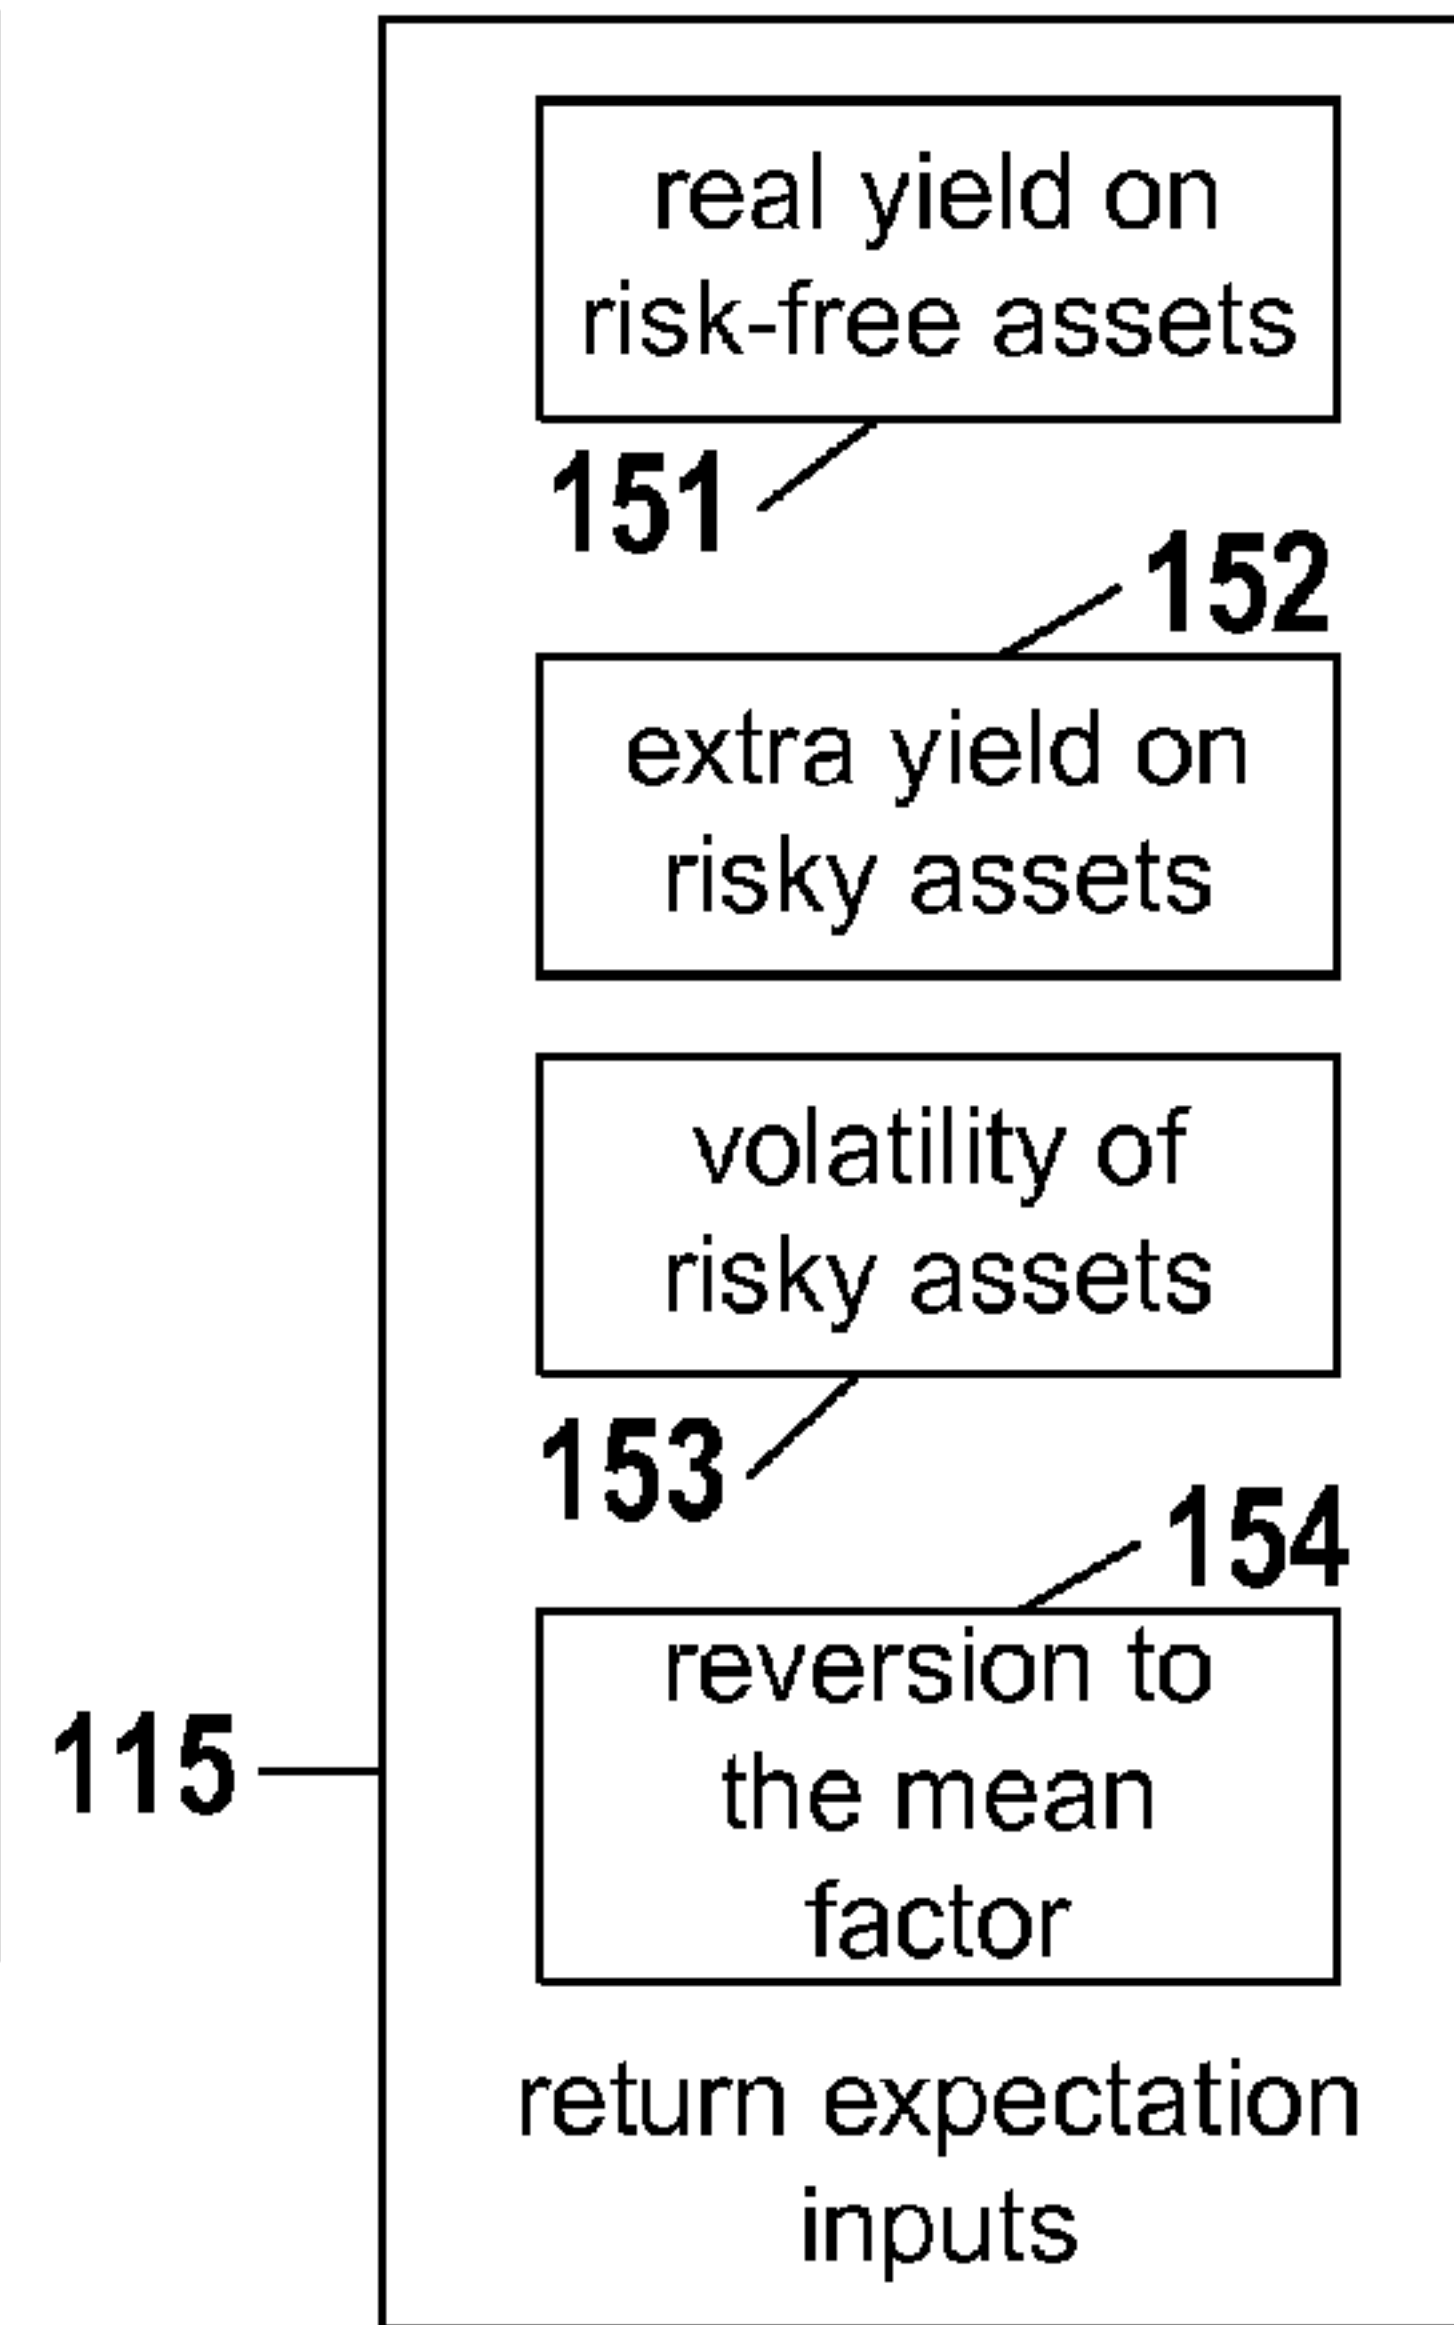 real yield on
risk-free assets
151
152
extra yield on
risky assets
volatility of
risky assets
153
154
reversion to
the mean
factor
115
return expectation
inputs